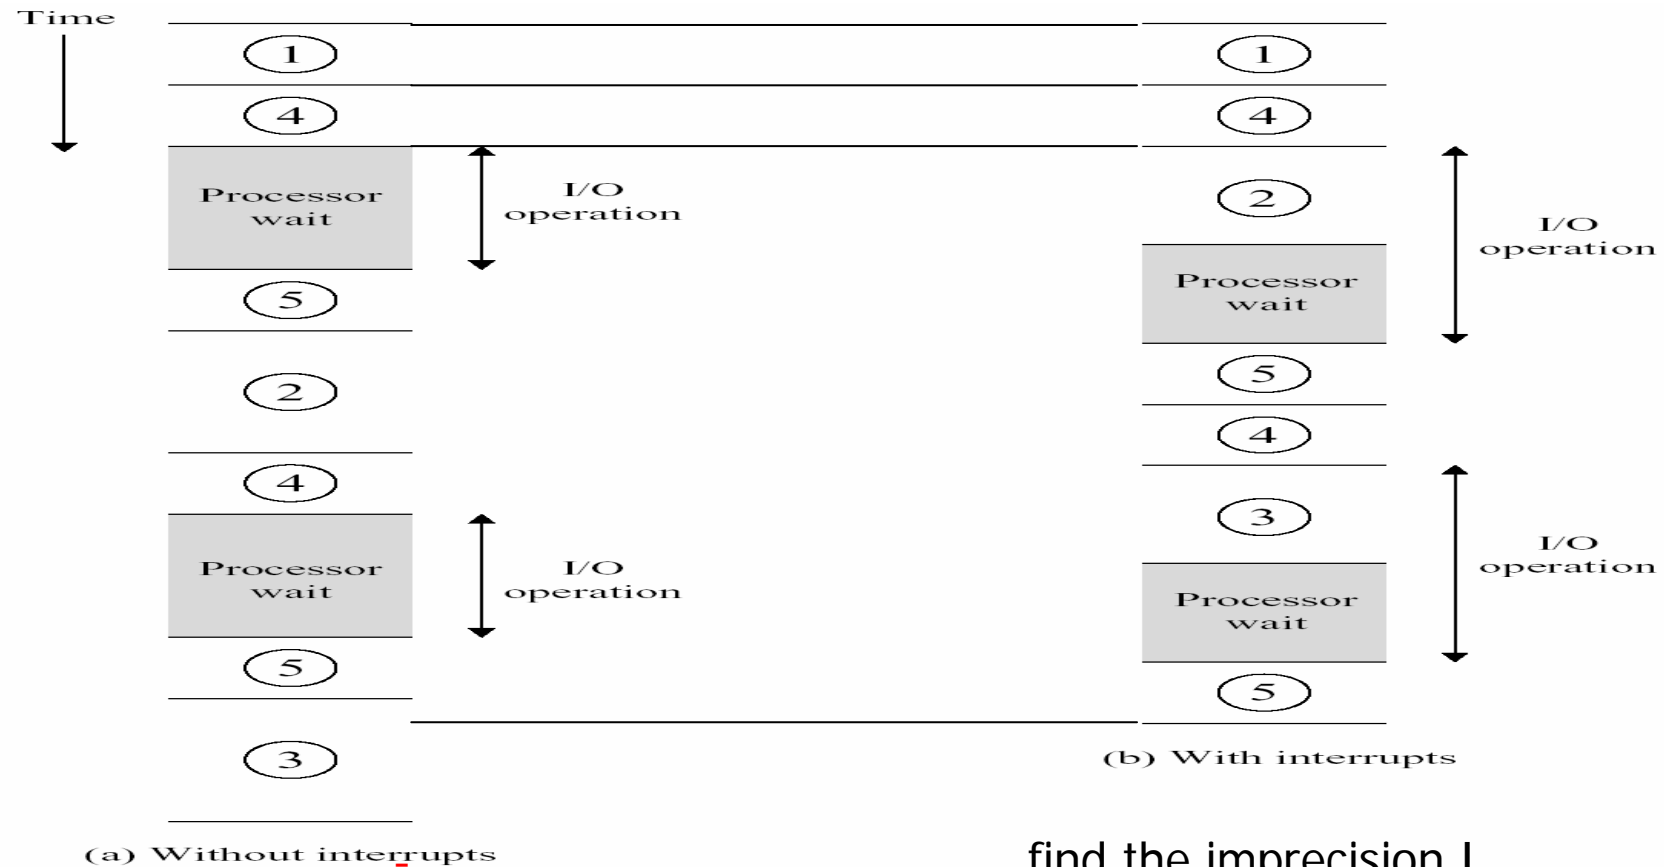 Time
1
4
Processor
wait
I/O
operation
5
2
4
Processor
wait
I/O
operation
5
3
(a) Without interrupts
1
4
2
I/O
operation
Processor
wait
5
4
3
I/O
operation
Processor
wait
5
(b) With interrupts
find the imprecision !